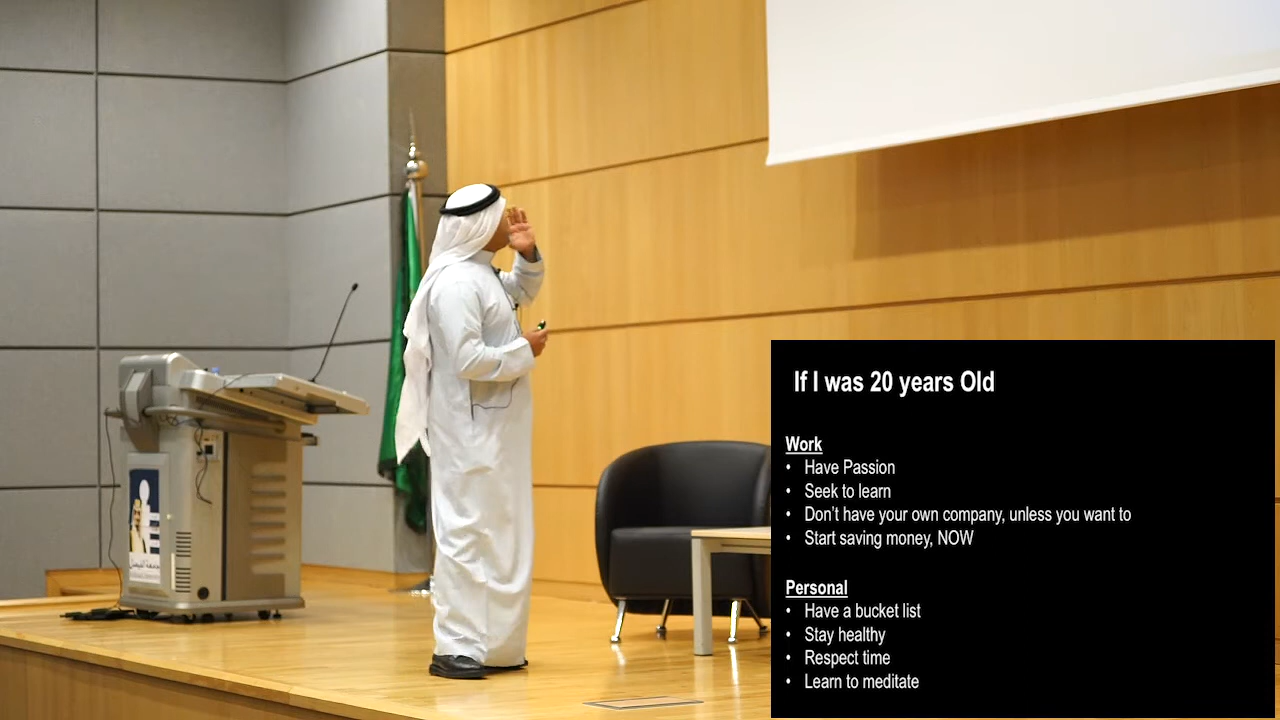 If I was 20 years Old
Work
• Have Passion
• Seek to learn
• Don't have your own company, unless you want to
• Start saving money, NOW
Personal
• Have a bucket list
• Stay healthy
• Respect time
• Learn to meditate